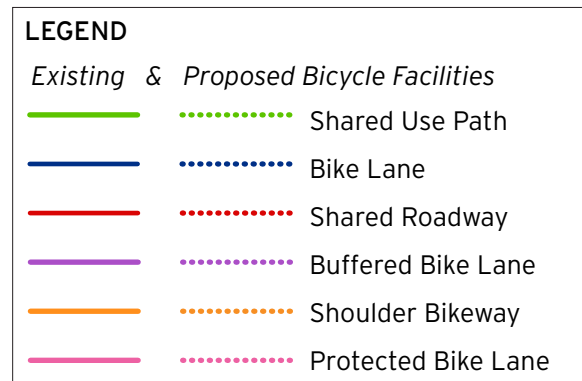 LEGEND
Existing & Proposed Bicycle Facilities
Shared Use Path
Bike Lane
Shared Roadway
Buffered Bike Lane
Shoulder Bikeway
Protected Bike Lane